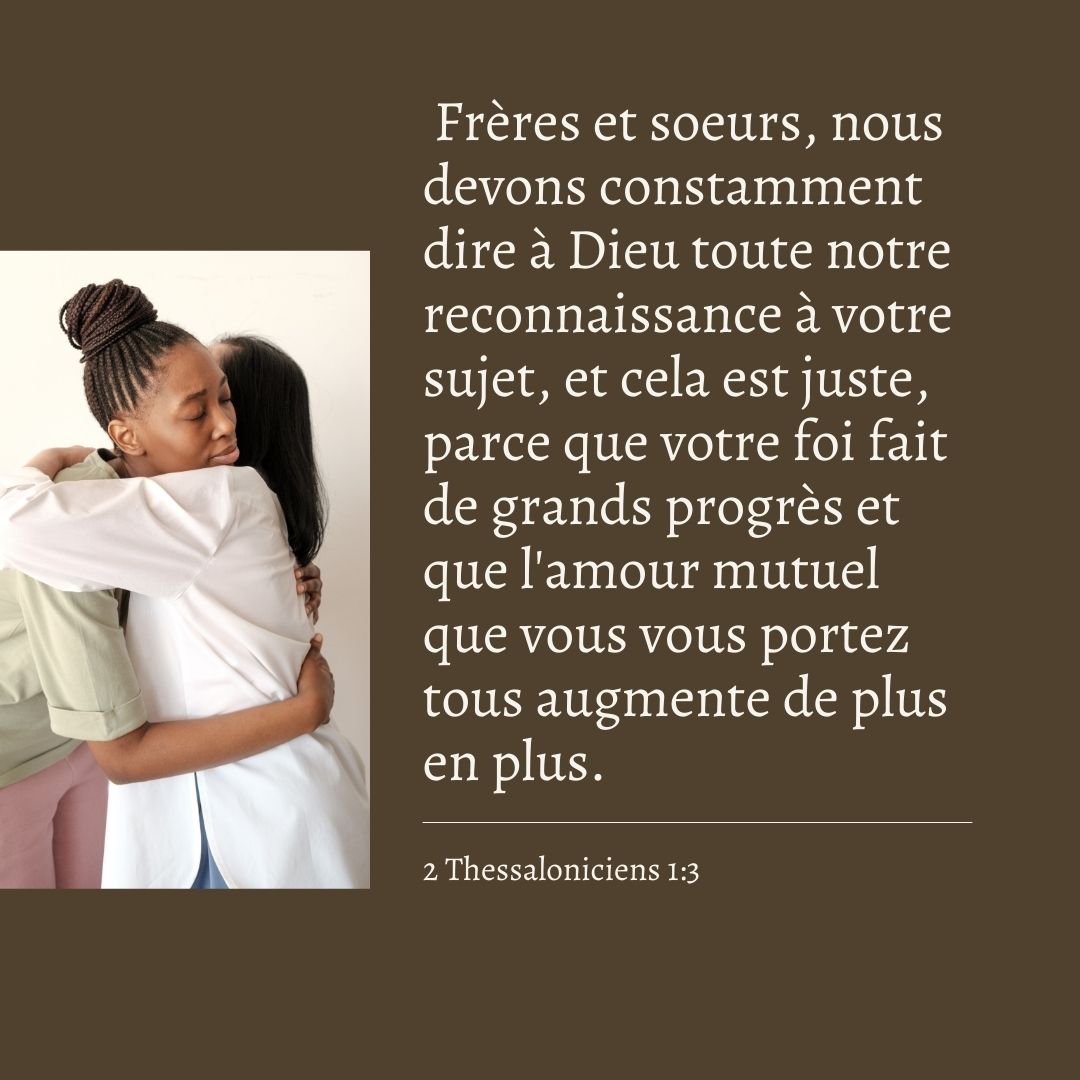 Frères et soeurs, nous
devons constamment
dire à Dieu toute notre
reconnaissance à votre
sujet, et cela est juste,
parce que votre foi fait
de grands progrès et
que l'amour mutuel
que vous vous portez
tous augmente de plus
en plus.
2 Thessaloniciens 1:3